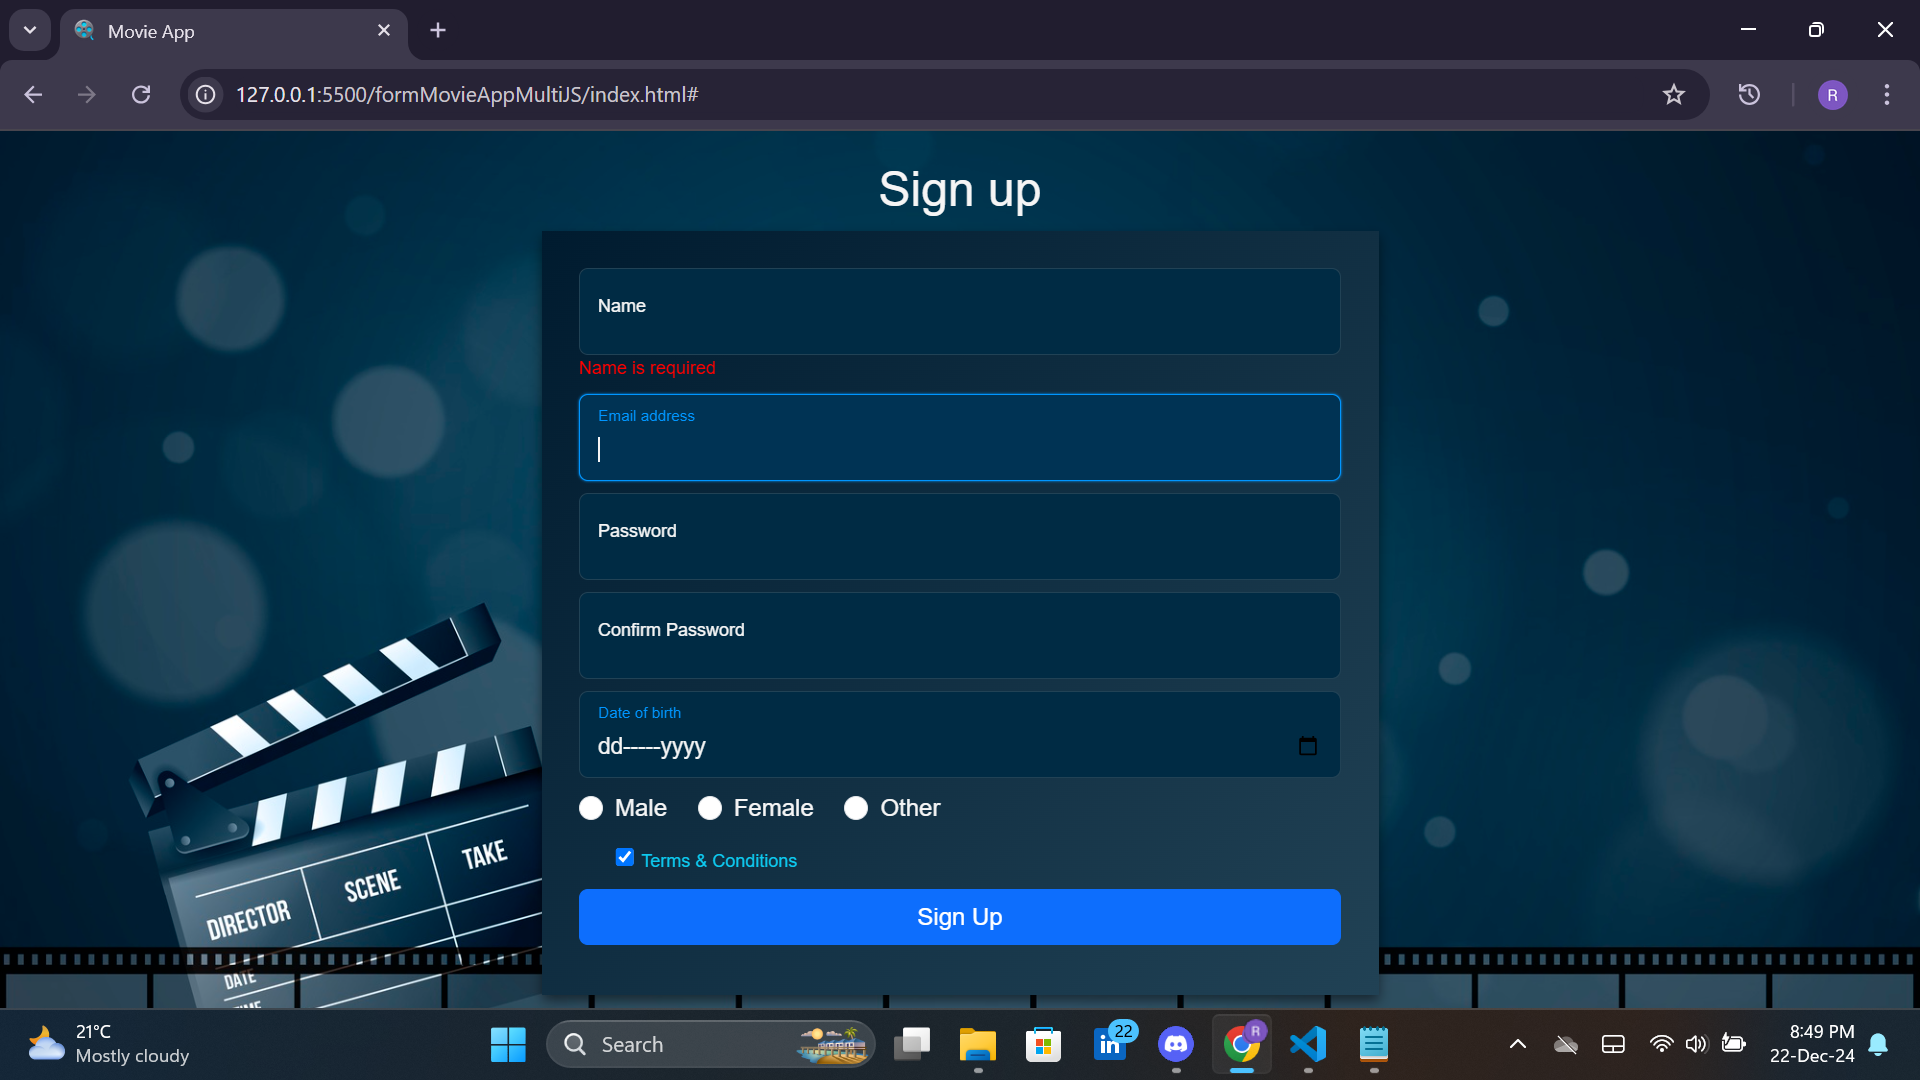 Movie App
127.0.0.1:5500/formMovieAppMultiJS/index.html#
R
Sign up
Name
Name is required
Email address
Password
Confirm Password
Date of birth
dd-----yyyy
Male Female Other
Terms & Conditions
Sign Up
DIRECTOR SCENE TAKE
DATE
21°C
Mostly cloudy
Search
in 22
R
8:49 PM
22-Dec-24